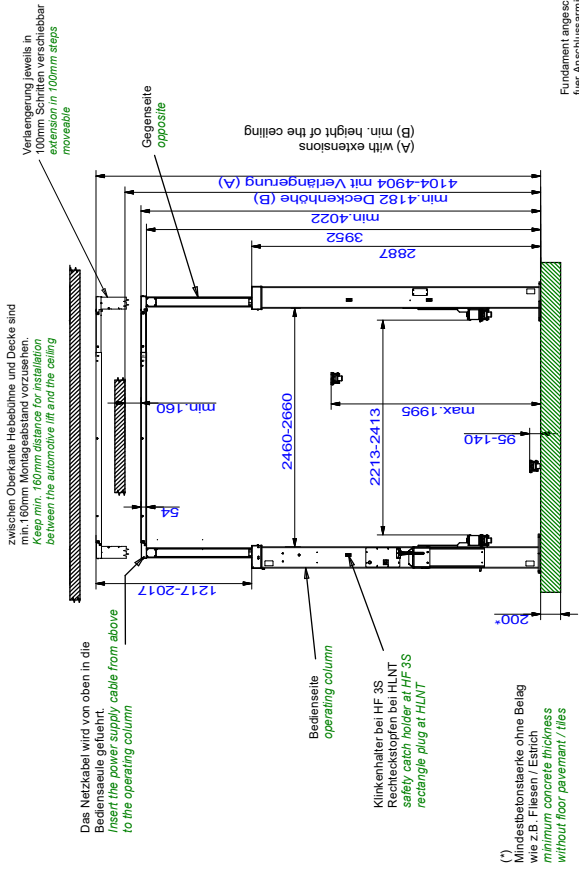 zwischen Oberkante Hebebühne und Decke sind
min.160mm Montageabstand vorzusehen.
Keep min. 160mm distance for installation
between the automotive lift and the ceiling
Verlaengerung jeweils in
100mm Schritten verschiebbar
extension in 100mm steps
moveable
Das Netzkabel wird von oben in die
Bediensaeule gefuehrt.
Insert the power supply cable from above
to the operating column
Gegenseite
opposite
(A) with extensions
(B) min. height of the ceiling
4104-4904 mit Verlängerung (A)
min.4182 Deckenhöhe (B)
min.4022
3952
2887
min.160
54
1217-2017
2460-2660
2213-2413
max.1995
95-140
200*
Bedienseite
operating column
Klinkenhalter bei HF 3S
Rechteckstopfen bei HLNT
safety catch holder at HF 3S
rectangle plug at HLNT
(*)
Mindestbetonstaerke ohne Belag
wie z.B. Fliesen / Estrich
minimum concrete thickness
without floor pavement / tiles
Fundament angesc
fuer